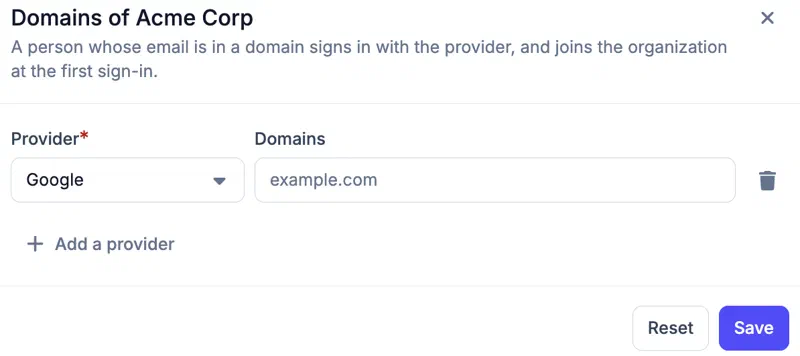 Domains of Acme Corp
A person whose email is in a domain signs in with the provider, and joins the organization
at the first sign-in.
Provider*
Domains
Google
example.com
Add a provider
Reset
Save